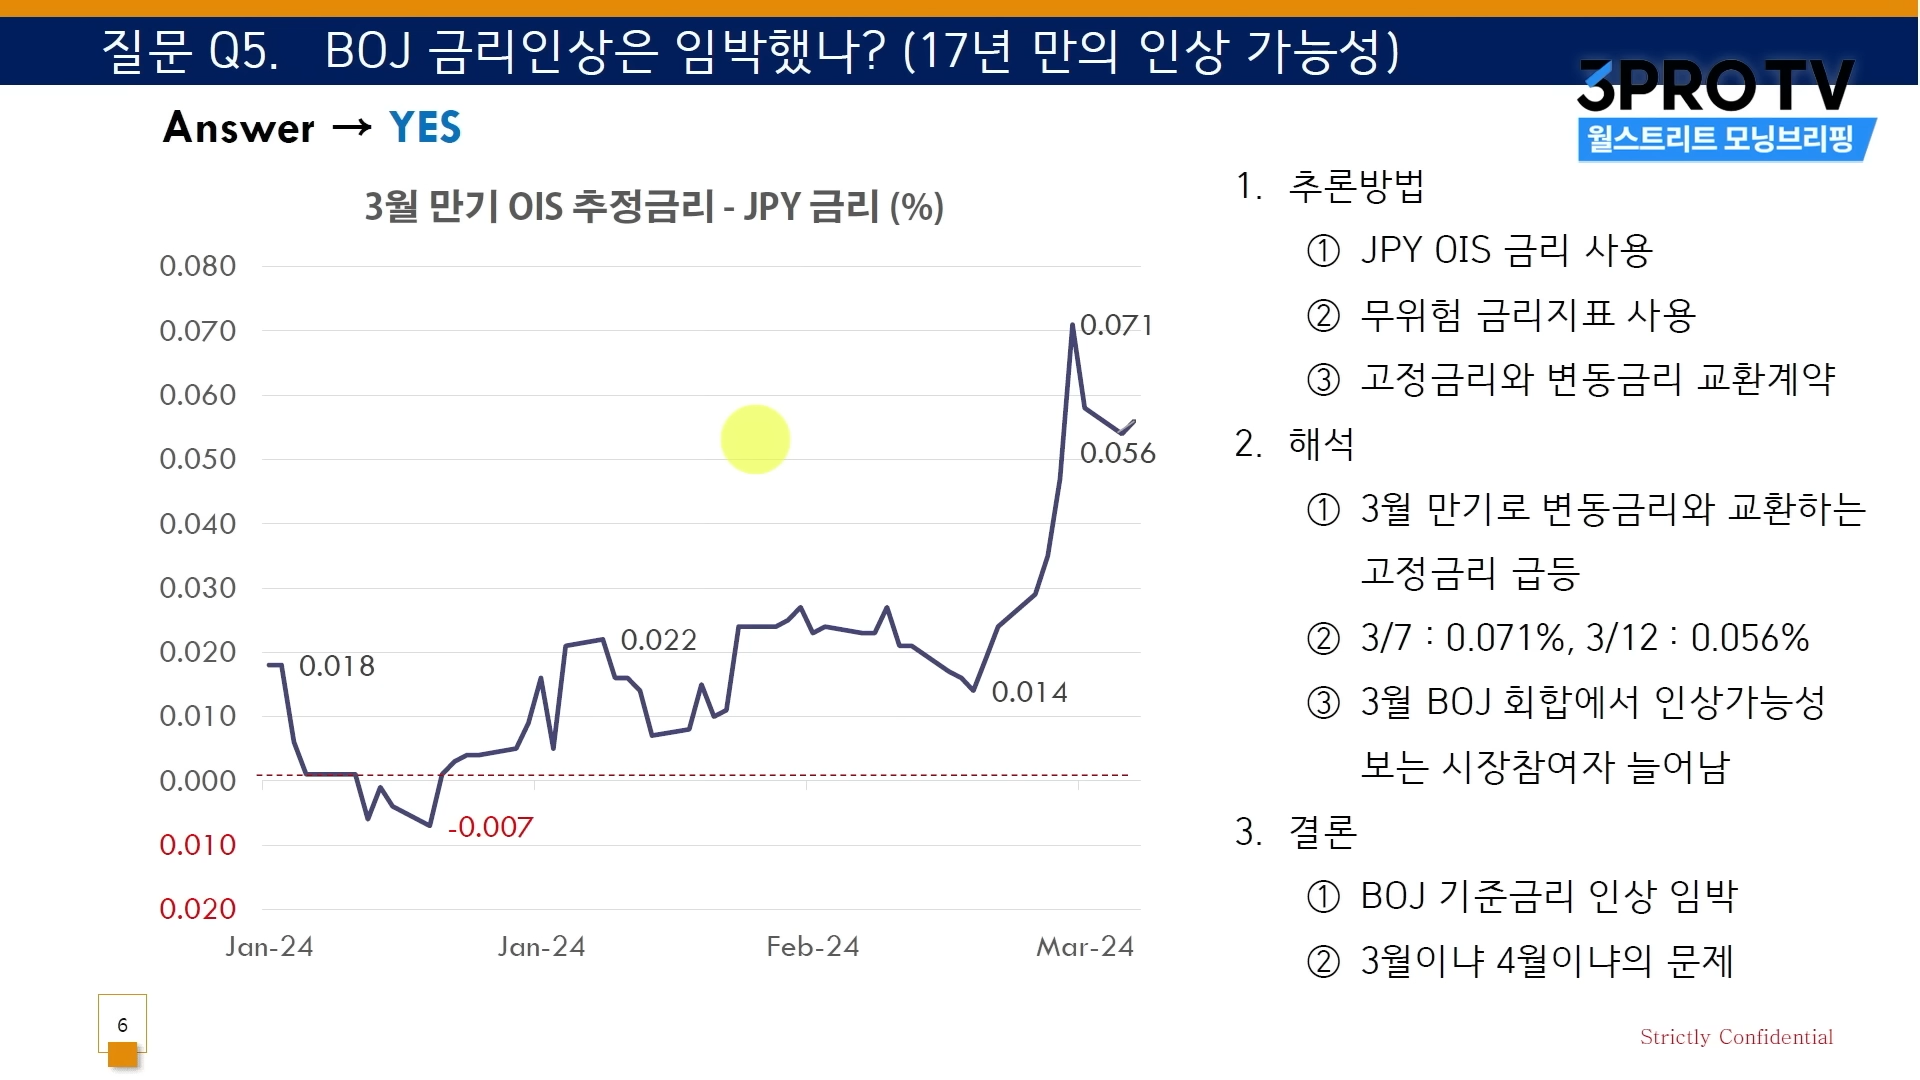 질문 Q5. BOJ 금리인상은 임박했나? (17년 만의 인상 가능성)
3PROTV
월스트리트 모닝브리핑
Answer → YES
3월 만기 OIS 추정금리 - JPY 금리 (%)
0.080
0.070
0.060
0.050
0.040
0.030
0.020
0.010
0.000
0.010
0.020
0.018
-0.007
0.022
0.014
0.071
0.056
Jan-24
Jan-24
Feb-24
Mar-24
1. 추론방법
① JPY OIS 금리 사용
② 무위험 금리지표 사용
③ 고정금리와 변동금리 교환계약
2. 해석
① 3월 만기로 변동금리와 교환하는
고정금리 급등
② 3/7 : 0.071%, 3/12 : 0.056%
③ 3월 BOJ 회합에서 인상가능성
보는 시장참여자 늘어남
3. 결론
① BOJ 기준금리 인상 임박
② 3월이냐 4월이냐의 문제
6
Strictly Confidential